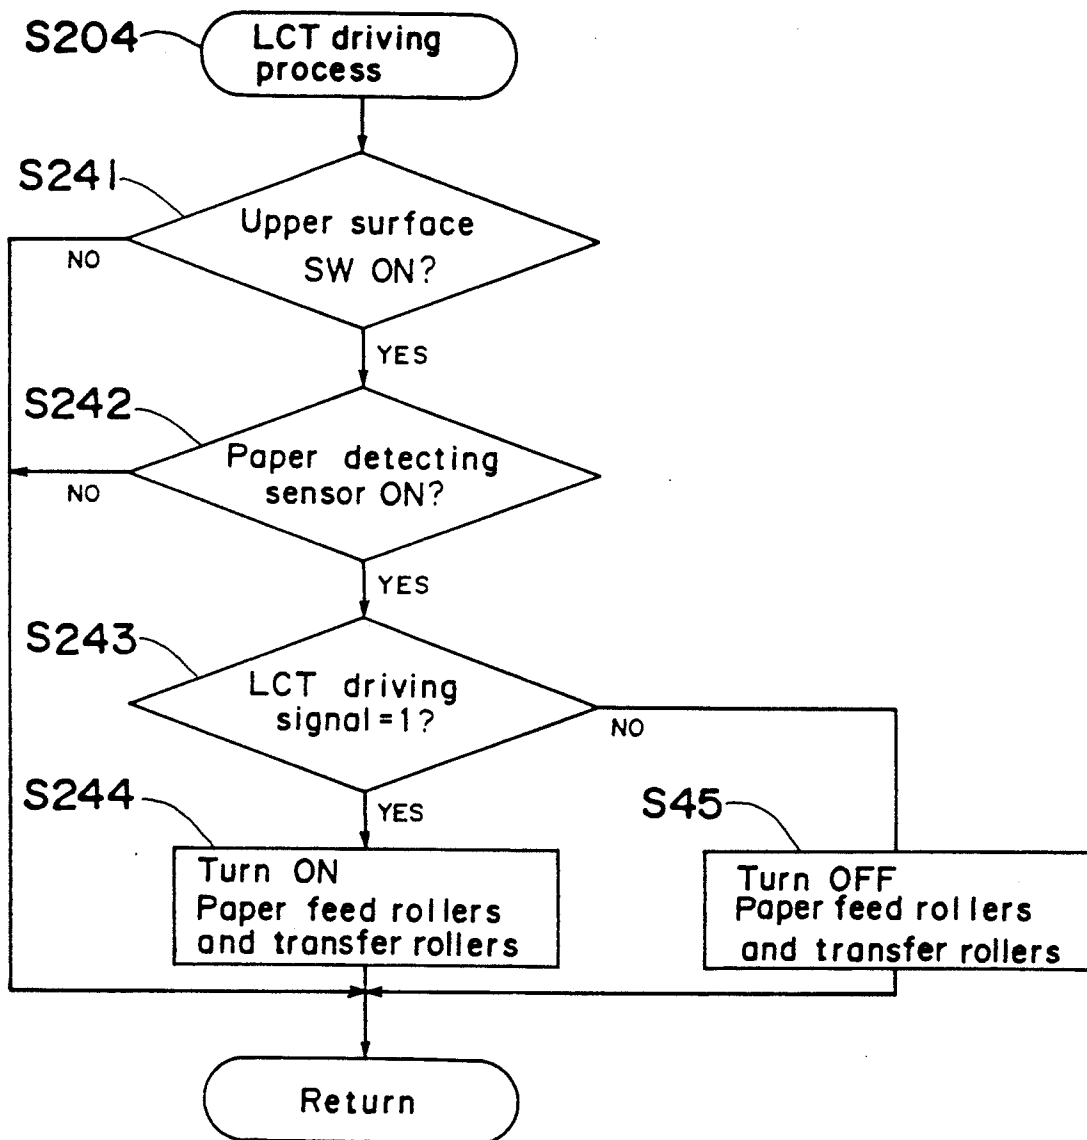 S204
LCT driving
process
S241
Upper surface
SW ON?
NO
YES
S242
Paper detecting
sensor ON?
NO
YES
S243
LCT driving
signal=1?
NO
YES
S244
Turn ON
Paper feed rollers
and transfer rollers
S45
Turn OFF
Paper feed rollers
and transfer rollers
Return